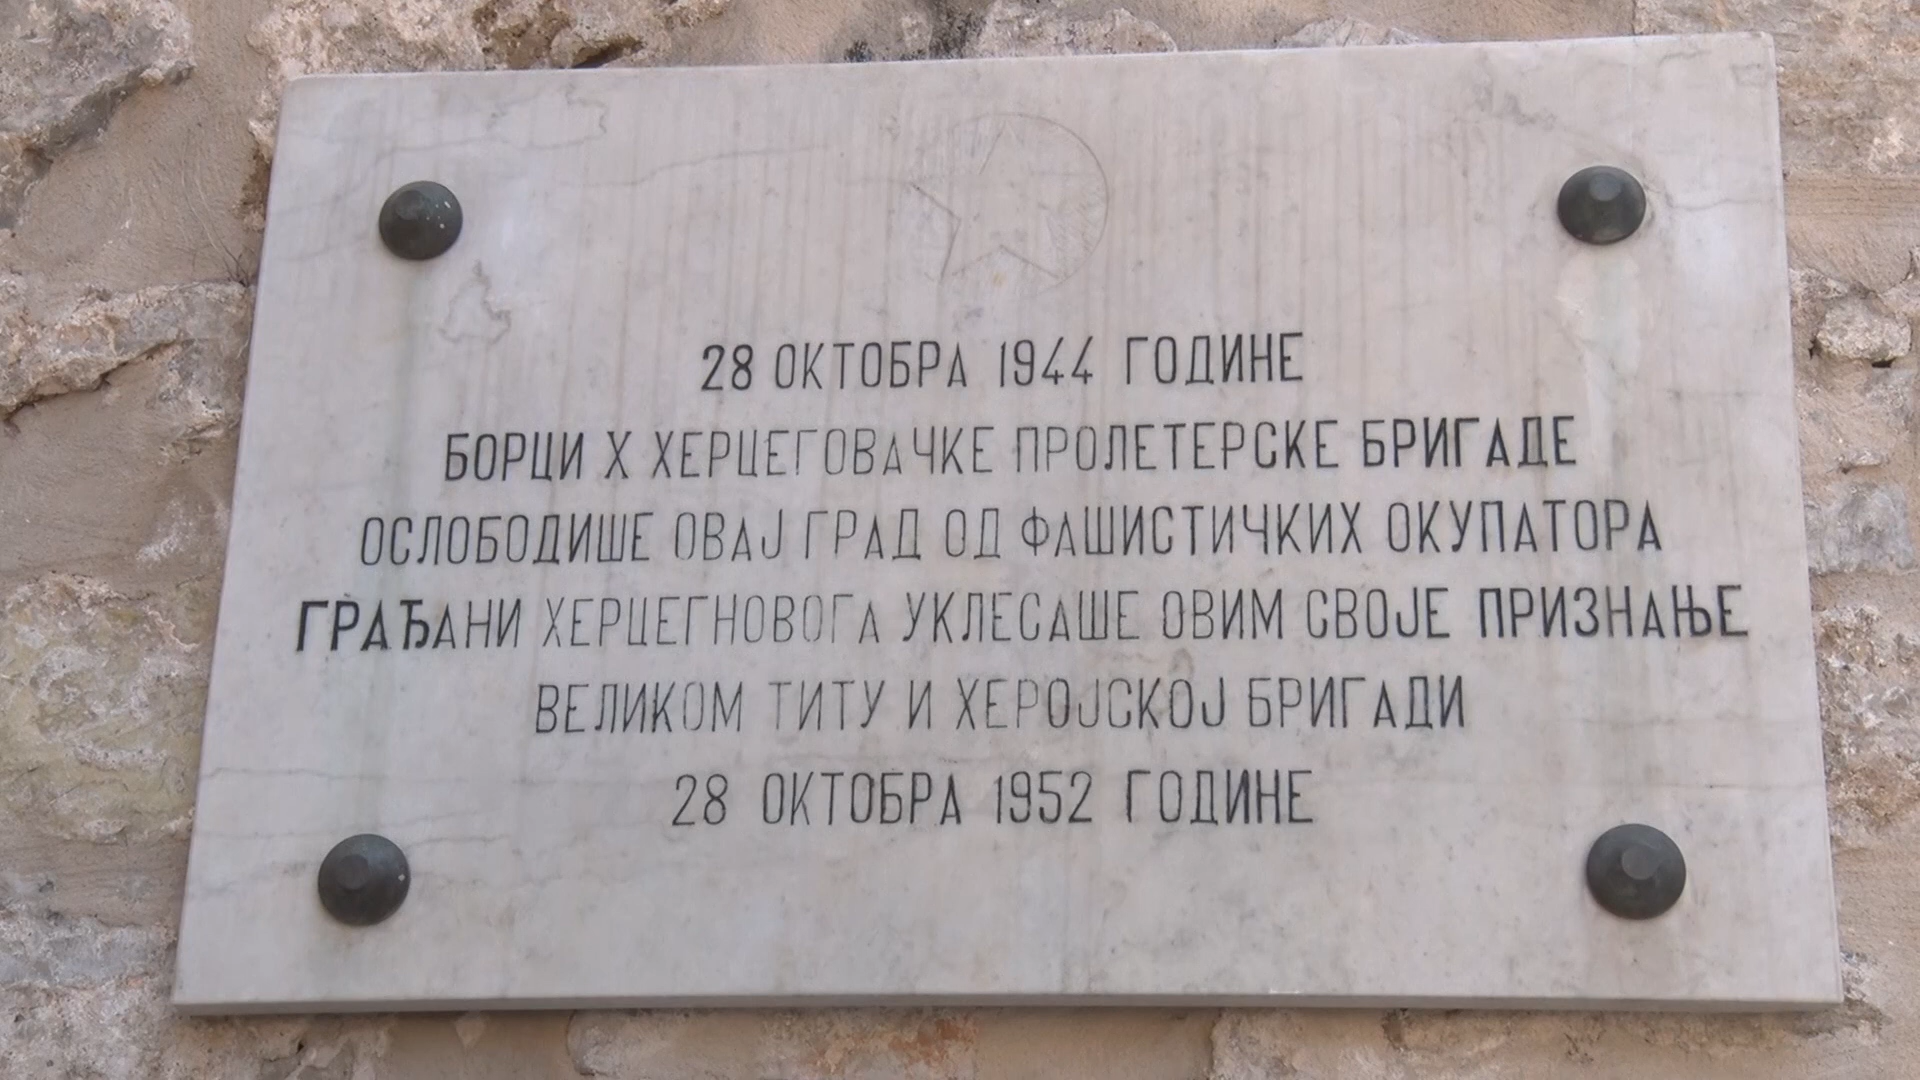 28 ОКТОБРА 1944 ГОДИНЕ
БОРЦИ X ХЕРЦЕГОВАЧКЕ ПРОЛЕТЕРСКЕ БРИГАДЕ
ОСЛОБОДИШЕ ОВАЈ ГРАД ОД ФАШИСТИЧКИХ ОКУПАТОРА
ГРАЂАНИ ХЕРЦЕГНОВОГА УКЛЕСАШЕ ОВИМ СВОЈЕ ПРИЗНАЊЕ
ВЕЛИКОМ ТИТУ И ХЕРОЈСКОЈ БРИГАДИ
28 ОКТОБРА 1952 ГОДИНЕ